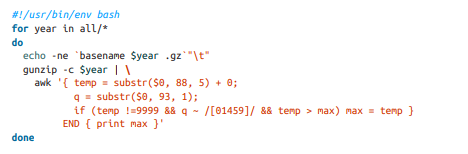 #!/usr/bin/env bash
for year in all/*
do
echo -ne `basename $year .gz`"\t"
gunzip -c $year | \
awk '{ temp = substr($0, 88, 5) + 0;
q = substr($0, 93, 1);
if (temp !=9999 && q ~ /[01459]/ && temp > max) max = temp }
END { print max }'
done